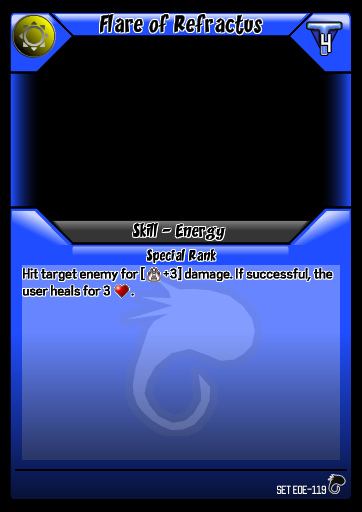 Flare of Refractus
4
Skill - Energy
Special Rank
Hit target enemy for [ +3] damage. If successful, the
user heals for 3 .
SET EOE-119